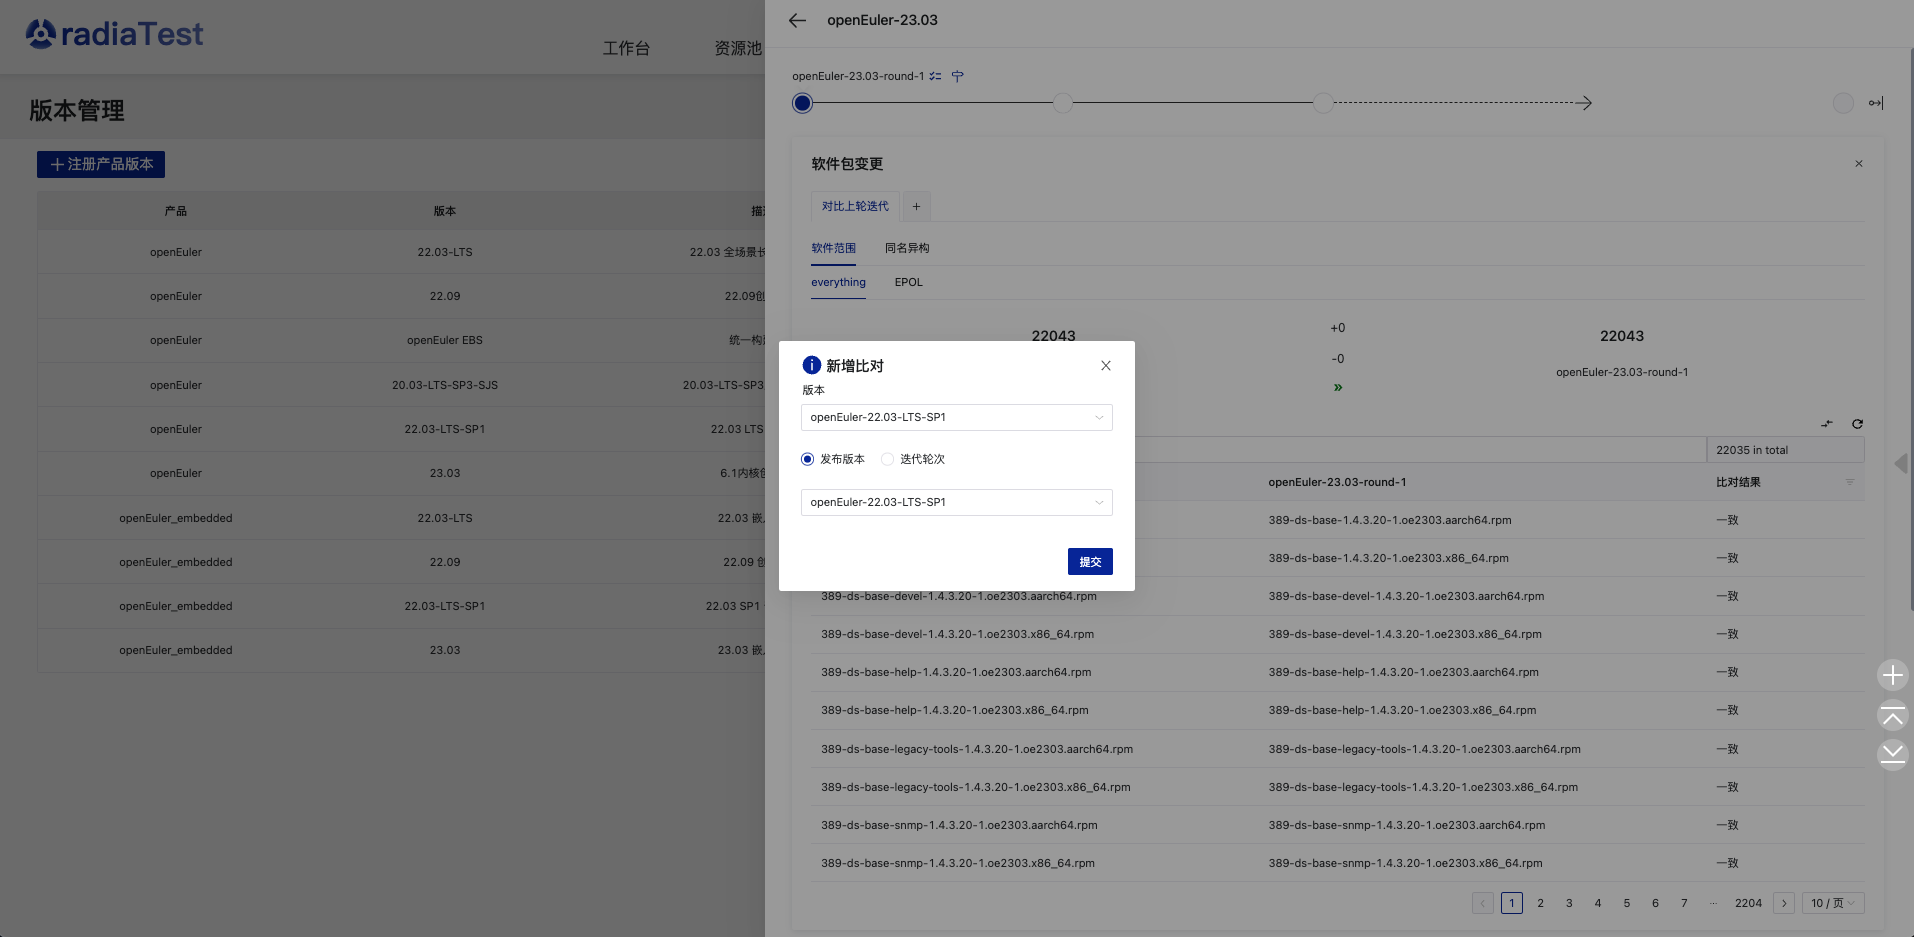 radiaTest
工作台
资源池
版本管理
注册产品版本
产品
版本
openEuler
22.03-LTS
22.03 全场景长
openEuler
22.09
22.09创
openEuler
openEuler EBS
统一构建
openEuler
20.03-LTS-SP3-SJS
20.03-LTS-SP3
openEuler
22.03-LTS-SP1
22.03 LTS
openEuler
23.03
6.1内核创
openEuler_embedded
22.03-LTS
22.03 嵌入
openEuler_embedded
22.09
22.09 创
openEuler_embedded
22.03-LTS-SP1
22.03 SP1
openEuler_embedded
23.03
23.03 嵌入
openEuler-23.03
openEuler-23.03-round-1
软件包变更
对比上轮迭代
+
软件范围
同名异构
everything
EPOL
22043
+0
-0
»
22043
openEuler-23.03-round-1
新增比对
版本
openEuler-22.03-LTS-SP1
发布版本
迭代轮次
openEuler-22.03-LTS-SP1
提交
22035 in total
openEuler-23.03-round-1
比对结果
389-ds-base-1.4.3.20-1.oe2303.aarch64.rpm
一致
389-ds-base-1.4.3.20-1.oe2303.x86_64.rpm
一致
389-ds-base-devel-1.4.3.20-1.oe2303.aarch64.rpm
389-ds-base-devel-1.4.3.20-1.oe2303.aarch64.rpm
一致
389-ds-base-devel-1.4.3.20-1.oe2303.x86_64.rpm
389-ds-base-devel-1.4.3.20-1.oe2303.x86_64.rpm
一致
389-ds-base-help-1.4.3.20-1.oe2303.aarch64.rpm
389-ds-base-help-1.4.3.20-1.oe2303.aarch64.rpm
一致
389-ds-base-help-1.4.3.20-1.oe2303.x86_64.rpm
389-ds-base-help-1.4.3.20-1.oe2303.x86_64.rpm
一致
389-ds-base-legacy-tools-1.4.3.20-1.oe2303.aarch64.rpm
389-ds-base-legacy-tools-1.4.3.20-1.oe2303.aarch64.rpm
一致
389-ds-base-legacy-tools-1.4.3.20-1.oe2303.x86_64.rpm
389-ds-base-legacy-tools-1.4.3.20-1.oe2303.x86_64.rpm
一致
389-ds-base-snmp-1.4.3.20-1.oe2303.aarch64.rpm
389-ds-base-snmp-1.4.3.20-1.oe2303.aarch64.rpm
一致
389-ds-base-snmp-1.4.3.20-1.oe2303.x86_64.rpm
389-ds-base-snmp-1.4.3.20-1.oe2303.x86_64.rpm
一致
1 2 3 4 5 6 7 ··· 2204
10 / 页